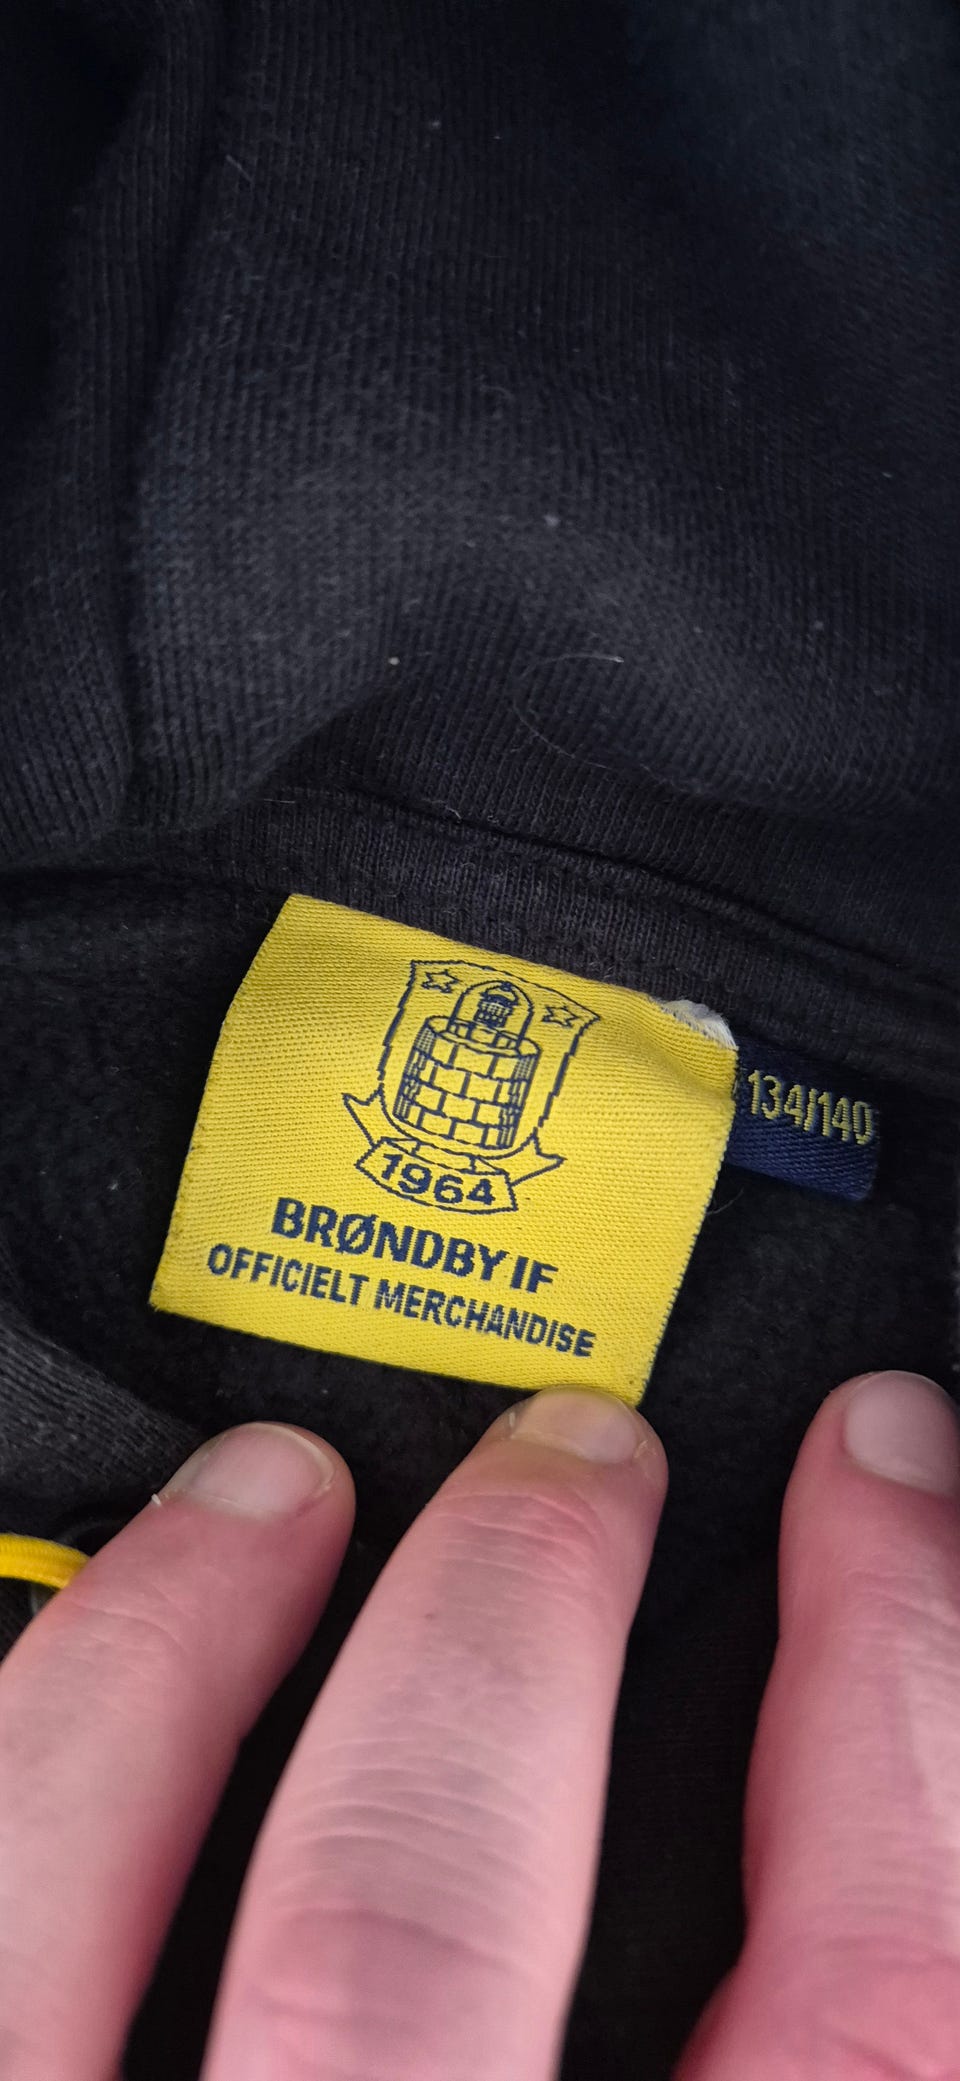 1964
BRØNDBY IF
OFFICIELT MERCHANDISE
134/140